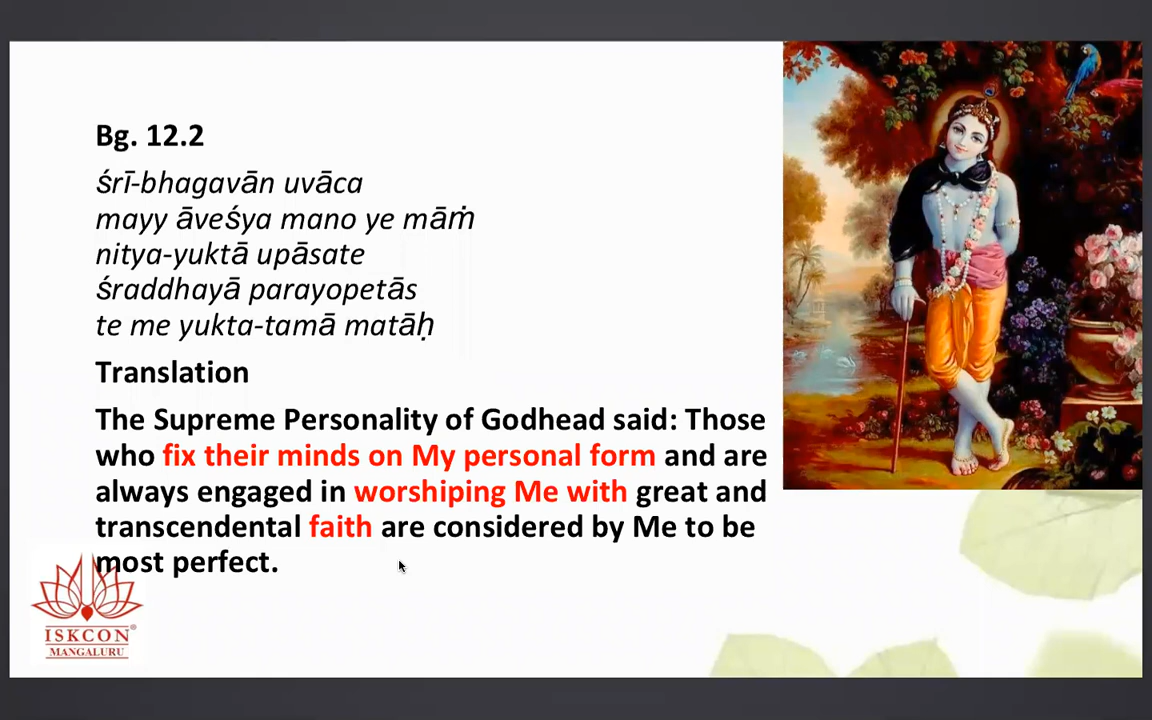 Bg. 12.2
śrī-bhagavān uvāca
mayy āveśya mano ye māṁ
nitya-yuktā upāsate
śraddhayā parayopetās
te me yukta-tamā matāḥ
Translation
The Supreme Personality of Godhead said: Those
who fix their minds on My personal form and are
always engaged in worshiping Me with great and
transcendental faith are considered by Me to be
most perfect.
ISKCON®
MANGALURU